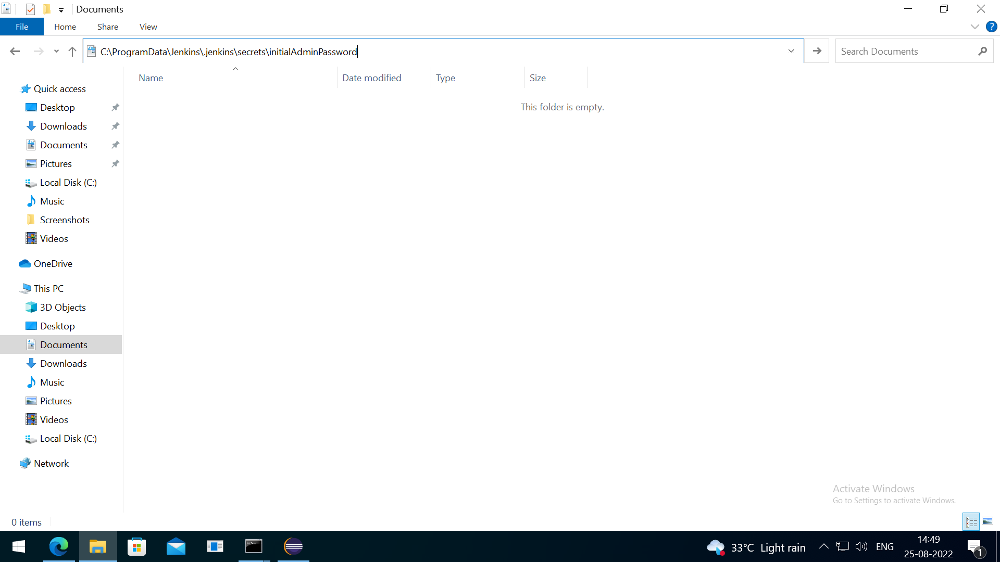 Documents
File
Home
Share
View
?
C:\ProgramData\Jenkins\.jenkins\secrets\initialAdminPassword
Search Documents
Name
Date modified
Type
Size
This folder is empty.
Quick access
Desktop
Downloads
Documents
Pictures
Local Disk (C:)
Music
Screenshots
Videos
OneDrive
This PC
3D Objects
Desktop
Documents
Downloads
Music
Pictures
Videos
Local Disk (C:)
Network
Activate Windows
Go to Settings to activate Windows.
0 items
33°C Light rain
ENG
14:49
25-08-2022
1